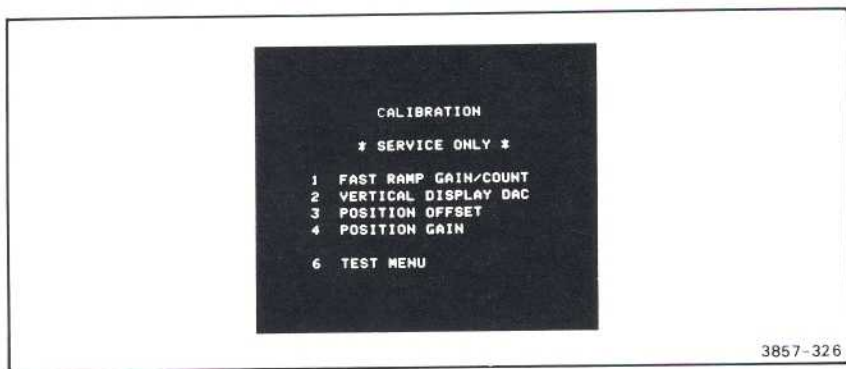 CALIBRATION
* SERVICE ONLY *
1 FAST RAMP GAIN/COUNT
2 VERTICAL DISPLAY DAC
3 POSITION OFFSET
4 POSITION GAIN
6 TEST MENU
3857-326